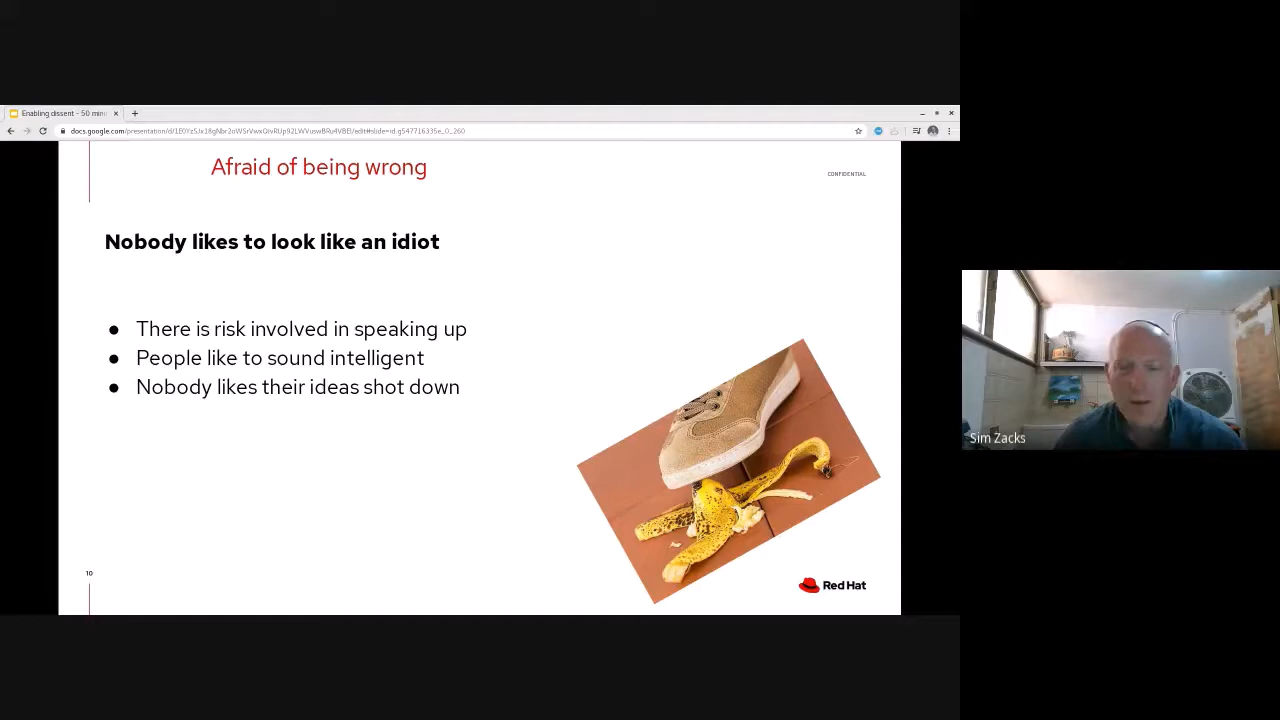 Enabling dissent - 50 minu
Afraid of being wrong
CONFIDENTIAL
Nobody likes to look like an idiot
● There is risk involved in speaking up
● People like to sound intelligent
● Nobody likes their ideas shot down
Sim Zacks
10
Red Hat